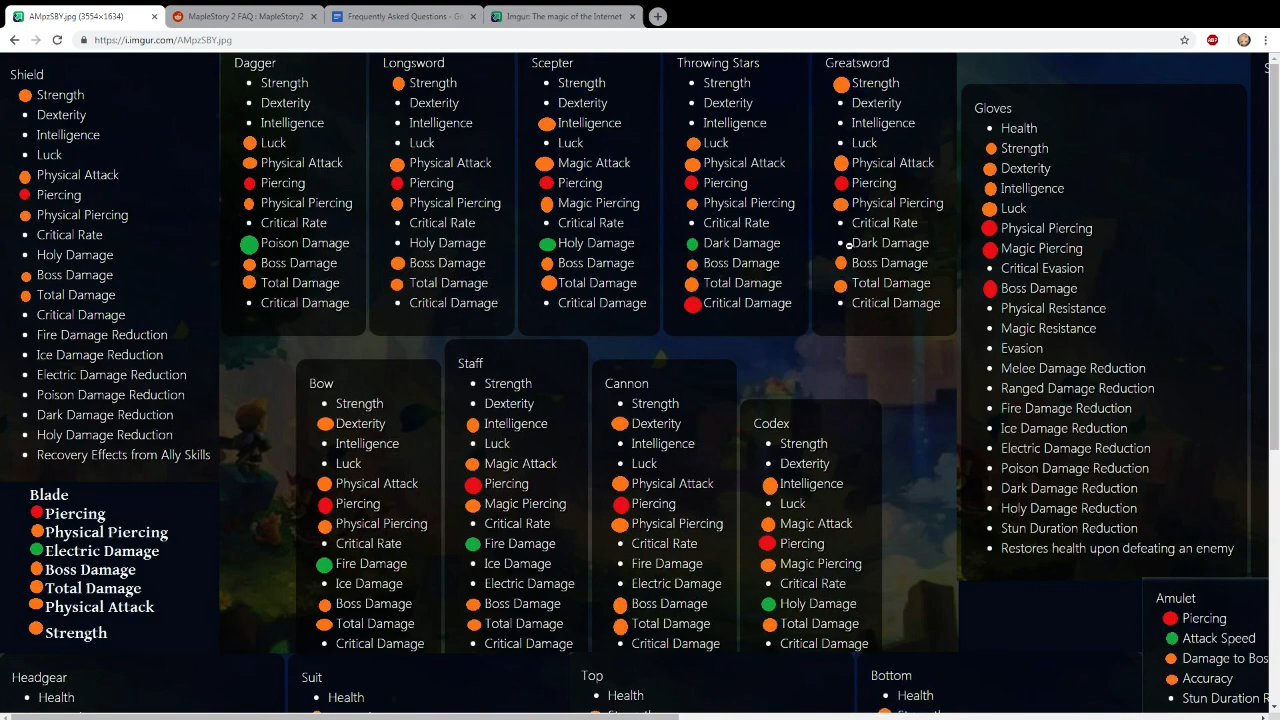 AMpzSBY.jpg (3554×1634)
MapleStory 2 FAQ : MapleStory2
Frequently Asked Questions - Go
Imgur: The magic of the Internet
https://i.imgur.com/AMpzSBY.jpg
ABP
Shield
Strength
Dexterity
Intelligence
Luck
Physical Attack
Piercing
Physical Piercing
Critical Rate
Holy Damage
Boss Damage
Total Damage
Critical Damage
Fire Damage Reduction
Ice Damage Reduction
Electric Damage Reduction
Poison Damage Reduction
Dark Damage Reduction
Holy Damage Reduction
Recovery Effects from Ally Skills
Blade
Piercing
Physical Piercing
Electric Damage
Boss Damage
Total Damage
Physical Attack
Strength
Dagger
Strength
Dexterity
Intelligence
Luck
Physical Attack
Piercing
Physical Piercing
Critical Rate
Poison Damage
Boss Damage
Total Damage
Critical Damage
Longsword
Strength
Dexterity
Intelligence
Luck
Physical Attack
Piercing
Physical Piercing
Critical Rate
Holy Damage
Boss Damage
Total Damage
Critical Damage
Scepter
Strength
Dexterity
Intelligence
Luck
Magic Attack
Piercing
Magic Piercing
Critical Rate
Holy Damage
Boss Damage
Total Damage
Critical Damage
Throwing Stars
Strength
Dexterity
Intelligence
Luck
Physical Attack
Piercing
Physical Piercing
Critical Rate
Dark Damage
Boss Damage
Total Damage
Critical Damage
Greatsword
Strength
Dexterity
Intelligence
Luck
Physical Attack
Piercing
Physical Piercing
Critical Rate
Dark Damage
Boss Damage
Total Damage
Critical Damage
Bow
Strength
Dexterity
Intelligence
Luck
Physical Attack
Piercing
Physical Piercing
Critical Rate
Fire Damage
Ice Damage
Boss Damage
Total Damage
Critical Damage
Staff
Strength
Dexterity
Intelligence
Luck
Magic Attack
Piercing
Magic Piercing
Critical Rate
Fire Damage
Ice Damage
Electric Damage
Boss Damage
Total Damage
Critical Damage
Cannon
Strength
Dexterity
Intelligence
Luck
Physical Attack
Piercing
Physical Piercing
Critical Rate
Fire Damage
Electric Damage
Boss Damage
Total Damage
Critical Damage
Codex
Strength
Dexterity
Intelligence
Luck
Magic Attack
Piercing
Magic Piercing
Critical Rate
Holy Damage
Total Damage
Critical Damage
Gloves
Health
Strength
Dexterity
Intelligence
Luck
Physical Piercing
Magic Piercing
Critical Evasion
Boss Damage
Physical Resistance
Magic Resistance
Evasion
Melee Damage Reduction
Ranged Damage Reduction
Fire Damage Reduction
Ice Damage Reduction
Electric Damage Reduction
Poison Damage Reduction
Dark Damage Reduction
Holy Damage Reduction
Stun Duration Reduction
Restores health upon defeating an enemy
Amulet
Piercing
Attack Speed
Damage to Bos
Accuracy
Stun Duration R
Headgear
Health
Suit
Health
Top
Health
Bottom
Health